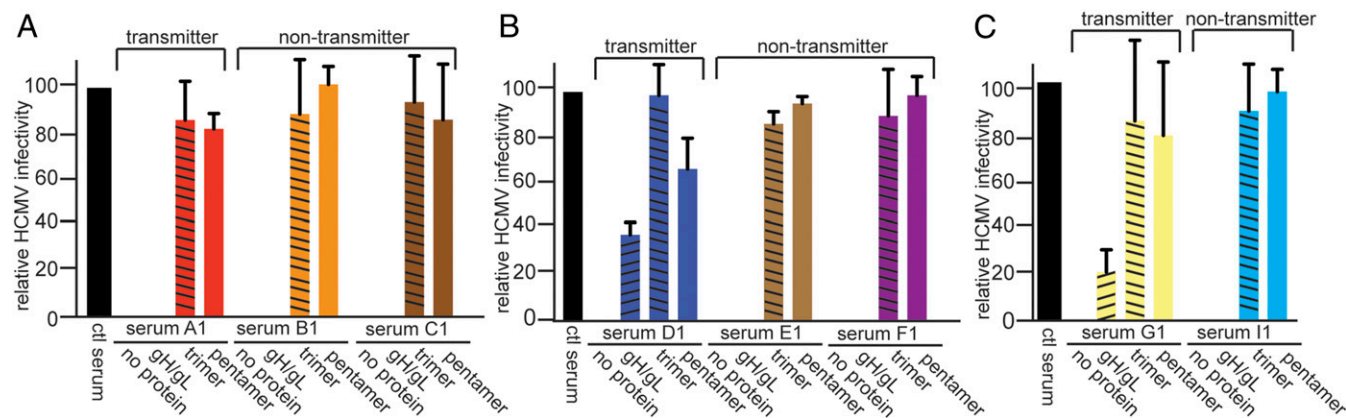 A
transmitter
non-transmitter
relative HCMV infectivity
100
80
60
40
20
0
ctl serum
serum A1
serum B1
serum C1
no protein
gH/gL
trimer
pentamer
no protein
gH/gL
trimer
pentamer
no protein
gH/gL
trimer
pentamer
B
transmitter
non-transmitter
relative HCMV infectivity
100
80
60
40
20
0
ctl serum
serum D1
serum E1
serum F1
no protein
gH/gL
trimer
pentamer
no protein
gH/gL
trimer
pentamer
no protein
gH/gL
trimer
pentamer
C
transmitter
non-transmitter
relative HCMV infectivity
100
80
60
40
20
0
ctl serum
serum G1
serum I1
no protein
gH/gL
trimer
pentamer
no protein
gH/gL
trimer
pentamer